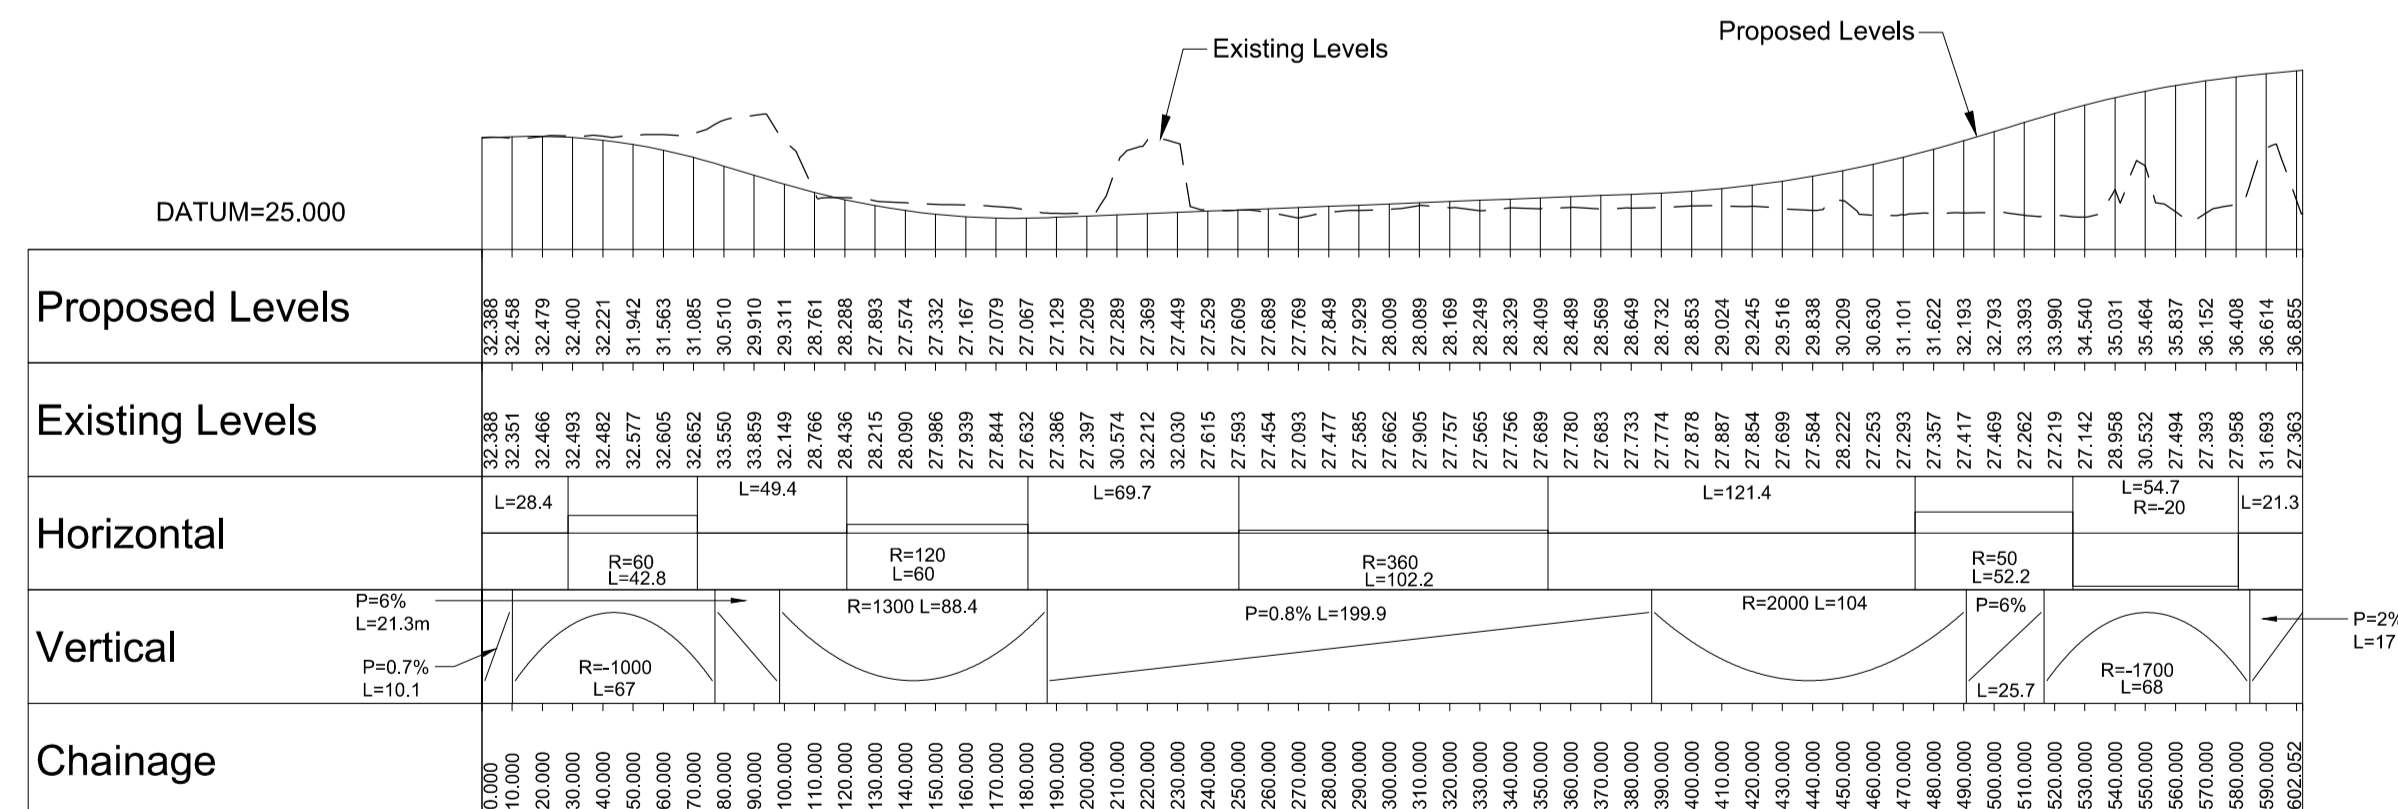 Existing Levels
Proposed Levels
DATUM=25.000
Proposed Levels
32.388 32.458 32.479 32.400 32.221 31.942 31.563 31.085 30.510 29.910 29.311 28.761 28.288 27.893 27.574 27.332 27.167 27.079 27.067 27.129 27.209 27.289 27.369 27.449 27.529 27.609 27.689 27.769 27.849 27.929 28.009 28.089 28.169 28.249 28.329 28.409 28.489 28.569 28.649 28.732 28.853 29.024 29.245 29.516 29.838 30.209 30.630 31.101 31.622 32.193 32.793 33.393 33.990 34.540 35.031 35.464 35.837 36.152 36.408 36.614 36.855
Existing Levels
32.388 32.351 32.466 32.493 32.482 32.577 32.605 32.652 33.550 33.859 32.149 28.766 28.436 28.215 28.090 27.986 27.939 27.844 27.632 27.386 27.397 30.574 32.212 32.030 27.615 27.593 27.454 27.093 27.477 27.585 27.662 27.905 27.757 27.565 27.756 27.689 27.780 27.683 27.733 27.774 27.878 27.887 27.854 27.699 27.584 28.222 27.253 27.293 27.357 27.417 27.469 27.262 27.219 27.142 28.958 30.532 27.494 27.393 27.958 31.693 27.363
Horizontal
L=28.4
R=60
L=42.8
L=49.4
R=120
L=60
L=69.7
R=360
L=102.2
L=121.4
R=50
L=52.2
L=54.7
R=-20
L=21.3
Vertical
P=6%
L=21.3m
P=0.7%
L=10.1
R=-1000
L=67
R=1300 L=88.4
P=0.8% L=199.9
R=2000 L=104
P=6%
L=25.7
R=-1700
L=68
P=2%
L=17
Chainage
0.000 10.000 20.000 30.000 40.000 50.000 60.000 70.000 80.000 90.000 100.000 110.000 120.000 130.000 140.000 150.000 160.000 170.000 180.000 190.000 200.000 210.000 220.000 230.000 240.000 250.000 260.000 270.000 280.000 290.000 300.000 310.000 320.000 330.000 340.000 350.000 360.000 370.000 380.000 390.000 400.000 410.000 420.000 430.000 440.000 450.000 460.000 470.000 480.000 490.000 500.000 510.000 520.000 530.000 540.000 550.000 560.000 570.000 580.000 590.000 602.052